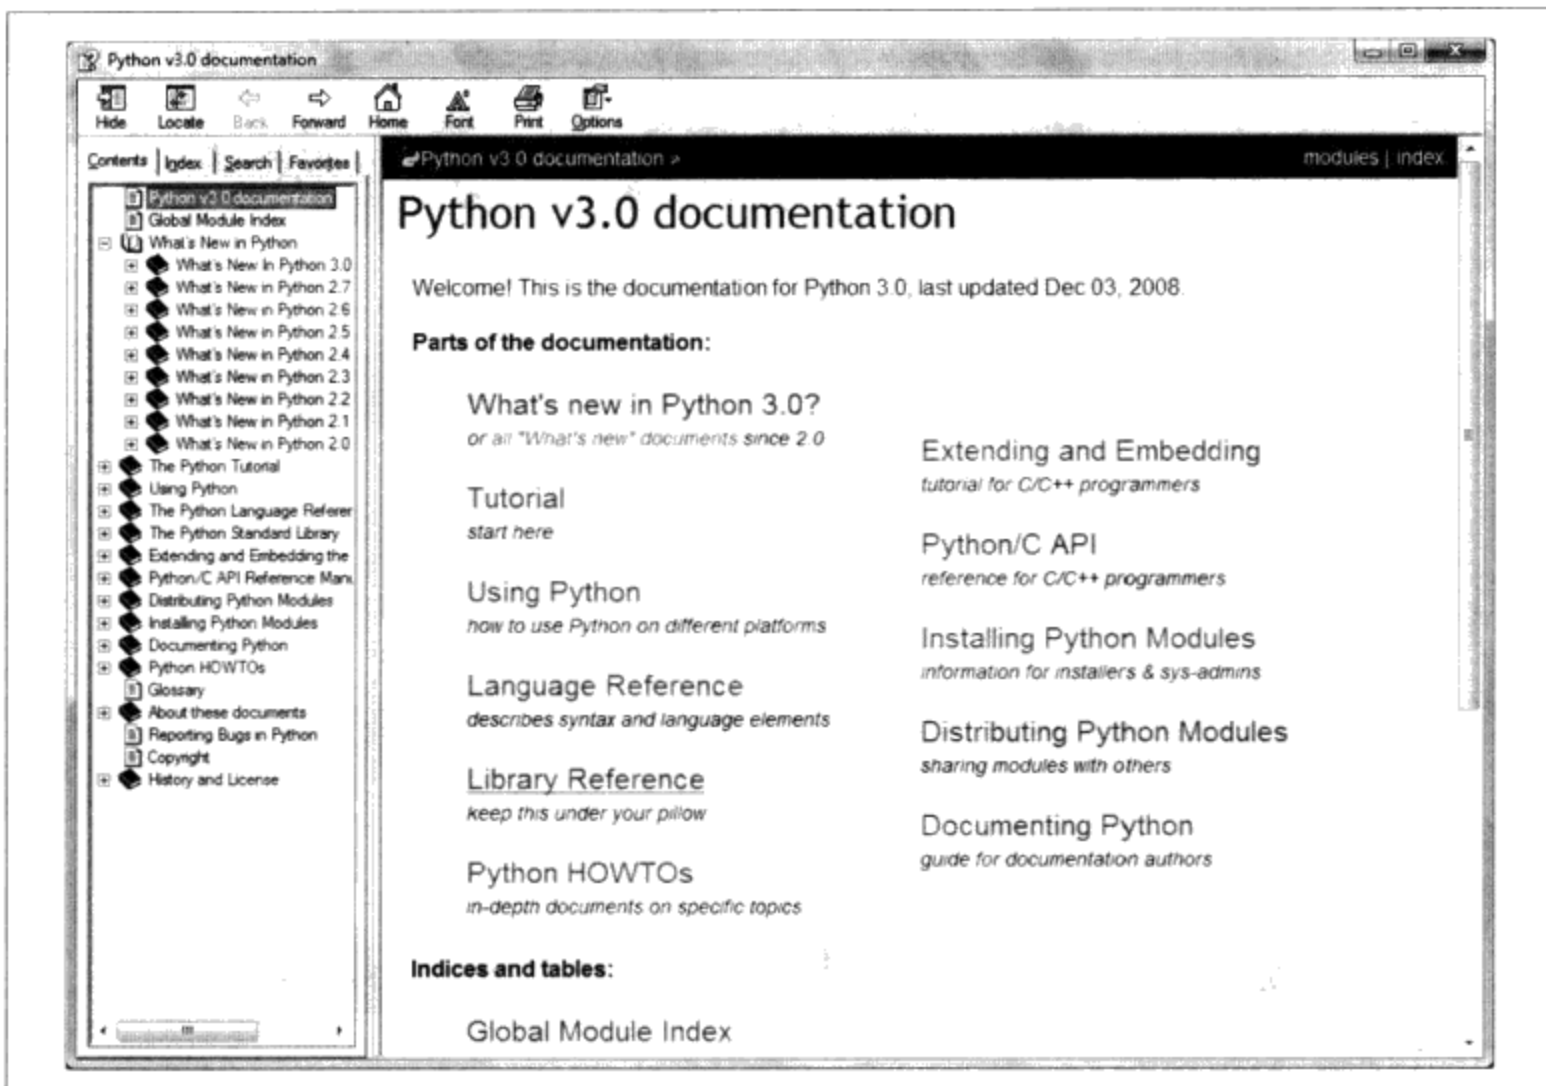 Python v3.0 documentation
Hide Locate Back Forward Home Font Print Options
Contents Index Search Favorites
Python v3.0 documentation
Global Module Index
What's New in Python
What's New In Python 3.0
What's New in Python 2.7
What's New in Python 2.6
What's New in Python 2.5
What's New in Python 2.4
What's New in Python 2.3
What's New in Python 2.2
What's New in Python 2.1
What's New in Python 2.0
The Python Tutorial
Using Python
The Python Language Referer
The Python Standard Library
Extending and Embedding the
Python/C API Reference Manu
Distributing Python Modules
Installing Python Modules
Documenting Python
Python HOWTOs
Glossary
About these documents
Reporting Bugs in Python
Copyright
History and License
Python v3.0 documentation »
modules | index
Python v3.0 documentation
Welcome! This is the documentation for Python 3.0, last updated Dec 03, 2008.
Parts of the documentation:
What's new in Python 3.0?
or all "What's new" documents since 2.0
Tutorial
start here
Using Python
how to use Python on different platforms
Language Reference
describes syntax and language elements
Library Reference
keep this under your pillow
Python HOWTOs
in-depth documents on specific topics
Extending and Embedding
tutorial for C/C++ programmers
Python/C API
reference for C/C++ programmers
Installing Python Modules
information for installers & sys-admins
Distributing Python Modules
sharing modules with others
Documenting Python
guide for documentation authors
Indices and tables:
Global Module Index